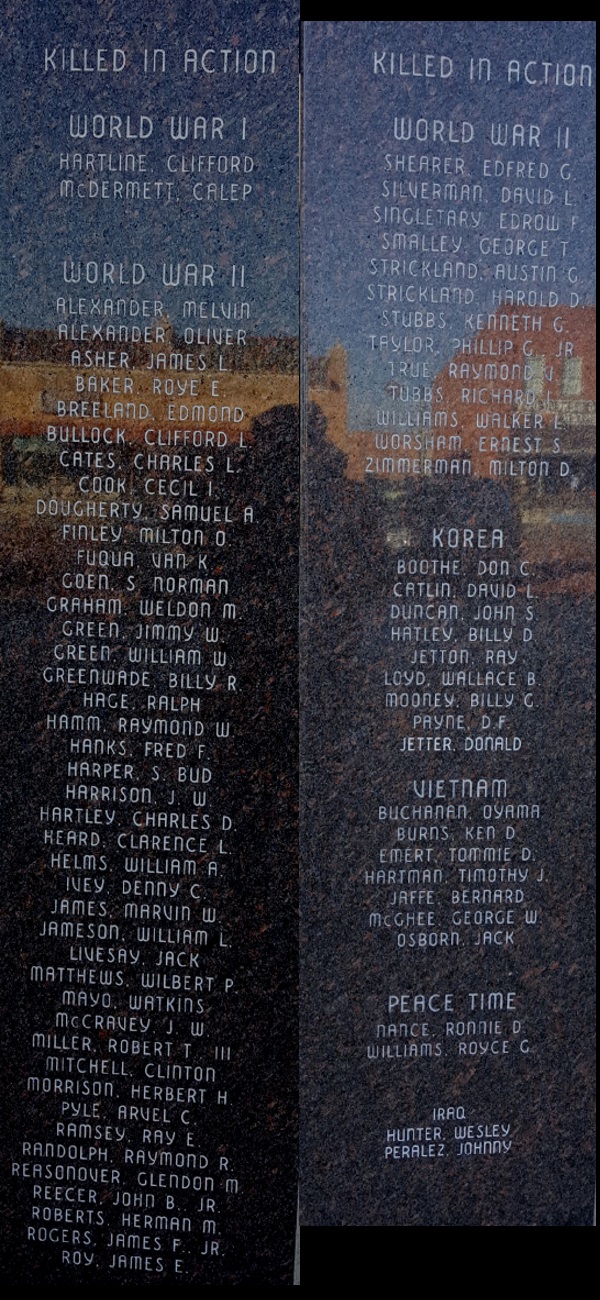 KILLED IN ACTION
WORLD WAR I
HARTLINE, CLIFFORD
McDERMETT, CALEP
WORLD WAR II
ALEXANDER, MELVIN
ALEXANDER, OLIVER
ASHER, JAMES L.
BAKER, ROYE E.
BREELAND, EDMOND
BULLOCK, CLIFFORD L.
CATES, CHARLES L.
COOK, CECIL I.
DOUGHERTY, SAMUEL A.
FINLEY, MILTON O.
FUQUA, VAN K.
GOEN, S. NORMAN
GRAHAM, WELDON M.
GREEN, JIMMY W.
GREEN, WILLIAM W.
GREENWADE, BILLY R.
HAGE, RALPH
HAMM, RAYMOND W.
HANKS, FRED F.
HARPER, S. BUD
HARRISON, J. W.
HARTLEY, CHARLES D.
HEARD, CLARENCE L.
HELMS, WILLIAM A.
IVEY, DENNY C.
JAMES, MARVIN W.
JAMESON, WILLIAM L.
LIVESAY, JACK
MATTHEWS, WILBERT P.
MAYO, WATKINS
McCRAVEY, J. W.
MILLER, ROBERT T. III
MITCHELL, CLINTON
MORRISON, HERBERT H.
PYLE, ARVEL C.
RAMSEY, RAY E.
RANDOLPH, RAYMOND R.
REASONOVER, GLENDON M.
REECER, JOHN B., JR.
ROBERTS, HERMAN M.
ROGERS, JAMES F., JR.
ROY, JAMES E.
KILLED IN ACTION
WORLD WAR II
SHEARER, EDFRED G.
SILVERMAN, DAVID L.
SINGLETARY, EDROW F.
SMALLEY, GEORGE T.
STRICKLAND, AUSTIN G.
STRICKLAND, HAROLD D.
STUBBS, KENNETH G.
TAYLOR, PHILLIP G., JR.
TRUE, RAYMOND V.
TUBBS, RICHARD L.
WILLIAMS, WALKER L.
WORSHAM, ERNEST S.
ZIMMERMAN, MILTON D.
KOREA
BOOTHE, DON C.
CATLIN, DAVID L.
DUNCAN, JOHN S.
HATLEY, BILLY D.
JETTON, RAY
LOYD, WALLACE B.
MOONEY, BILLY G.
PAYNE, D.F.
JETTER, DONALD
VIETNAM
BUCHANAN, OYAMA
BURNS, KEN D.
EMERT, TOMMIE D.
HARTMAN, TIMOTHY J.
JAFFE, BERNARD
McGHEE, GEORGE W.
OSBORN, JACK
PEACE TIME
NANCE, RONNIE D.
WILLIAMS, ROYCE G.
IRAQ
HUNTER, WESLEY
PERALEZ, JOHNNY